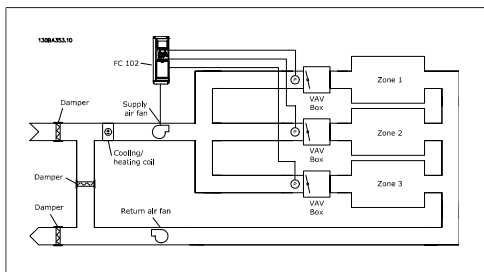 130BA353.10
FC 102
Damper
Supply
air fan
Cooling/
heating coil
Damper
Damper
Return air fan
P
VAV
Box
Zone 1
P
VAV
Box
Zone 2
P
VAV
Box
Zone 3